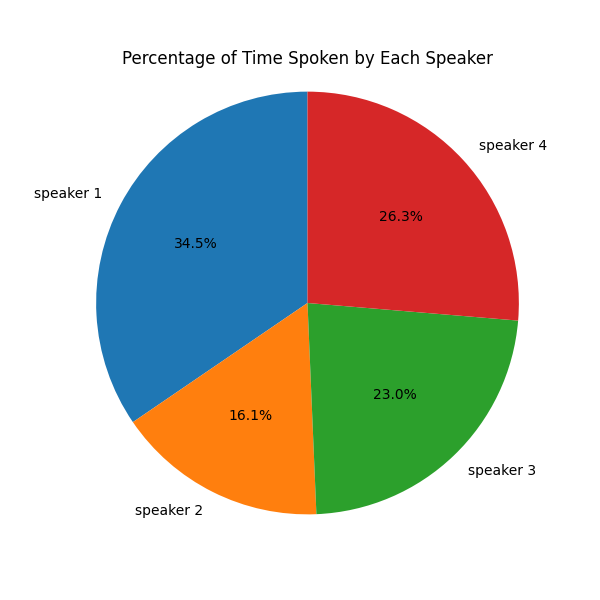 Percentage of Time Spoken by Each Speaker
speaker 4
speaker 1
26.3%
34.5%
23.0%
16.1%
speaker 3
speaker 2